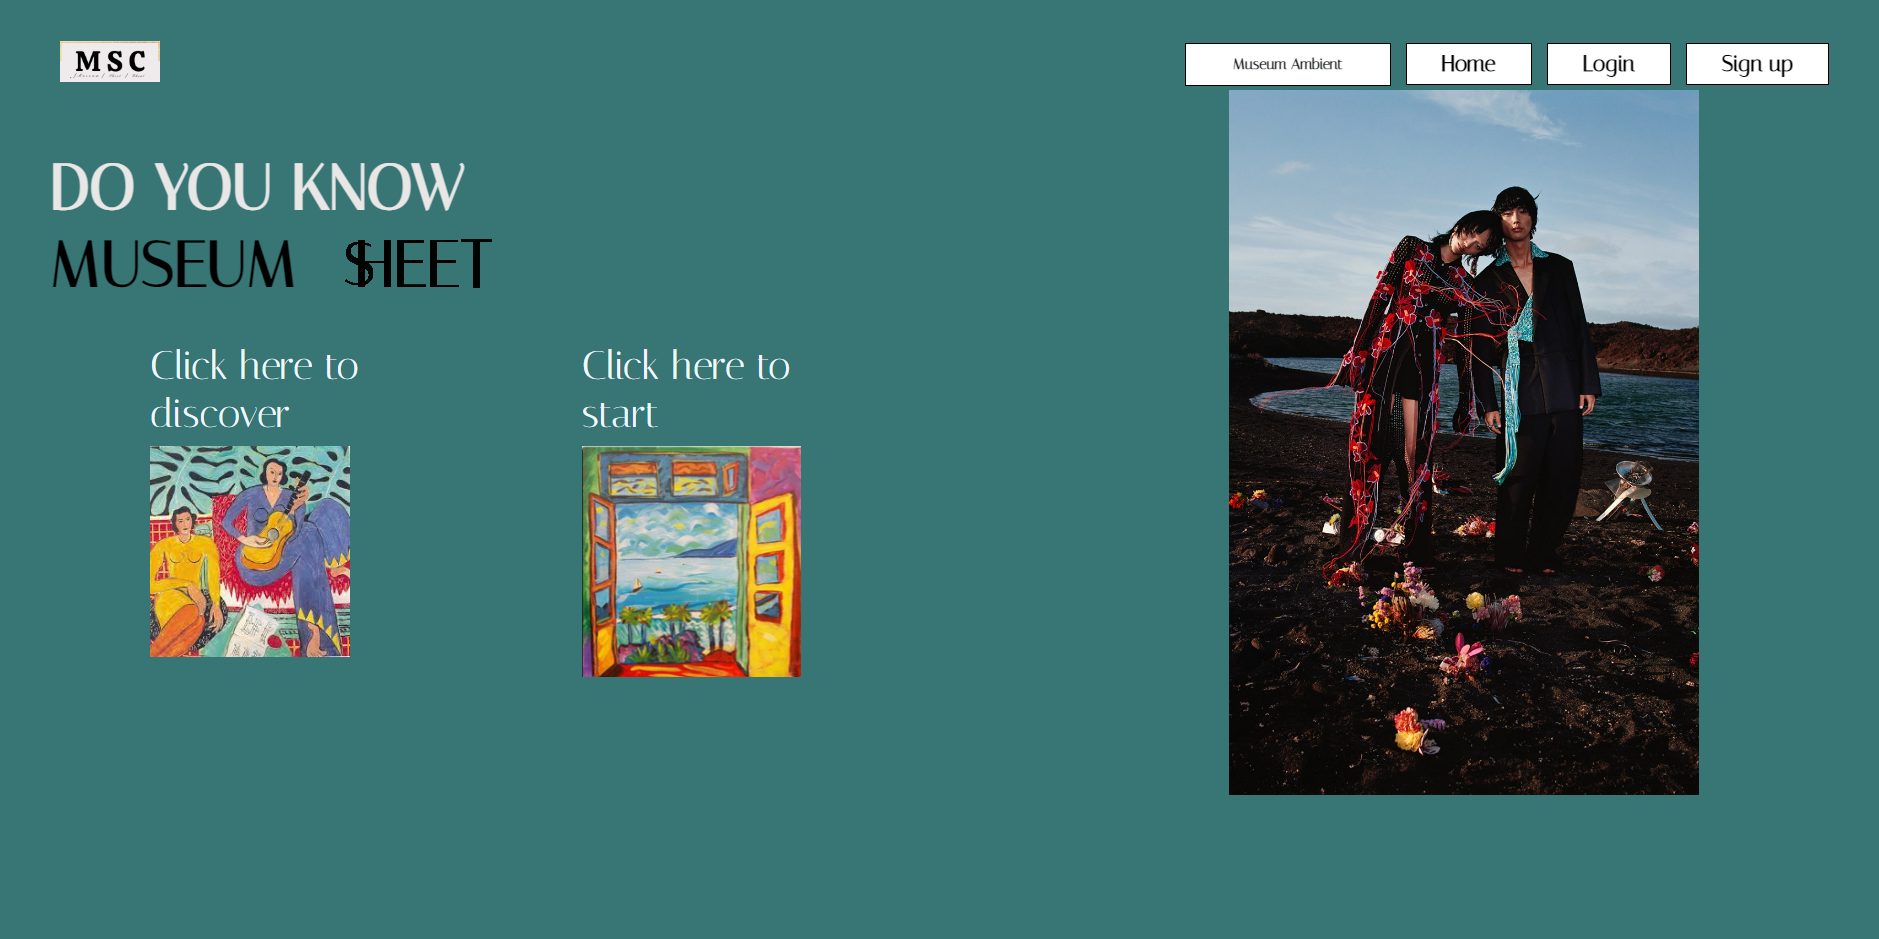 MSC
Museum Ambient
Home
Login
Sign up
DO YOU KNOW
MUSEUM SHEET
Click here to
discover
Click here to
start